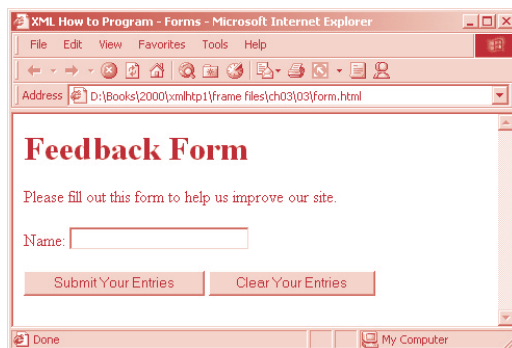 XML How to Program - Forms - Microsoft Internet Explorer
File Edit View Favorites Tools Help
Address D:\Books\2000\xmlhtp1\frame files\ch03\03\form.html
Feedback Form
Please fill out this form to help us improve our site.
Name:
Submit Your Entries Clear Your Entries
Done My Computer